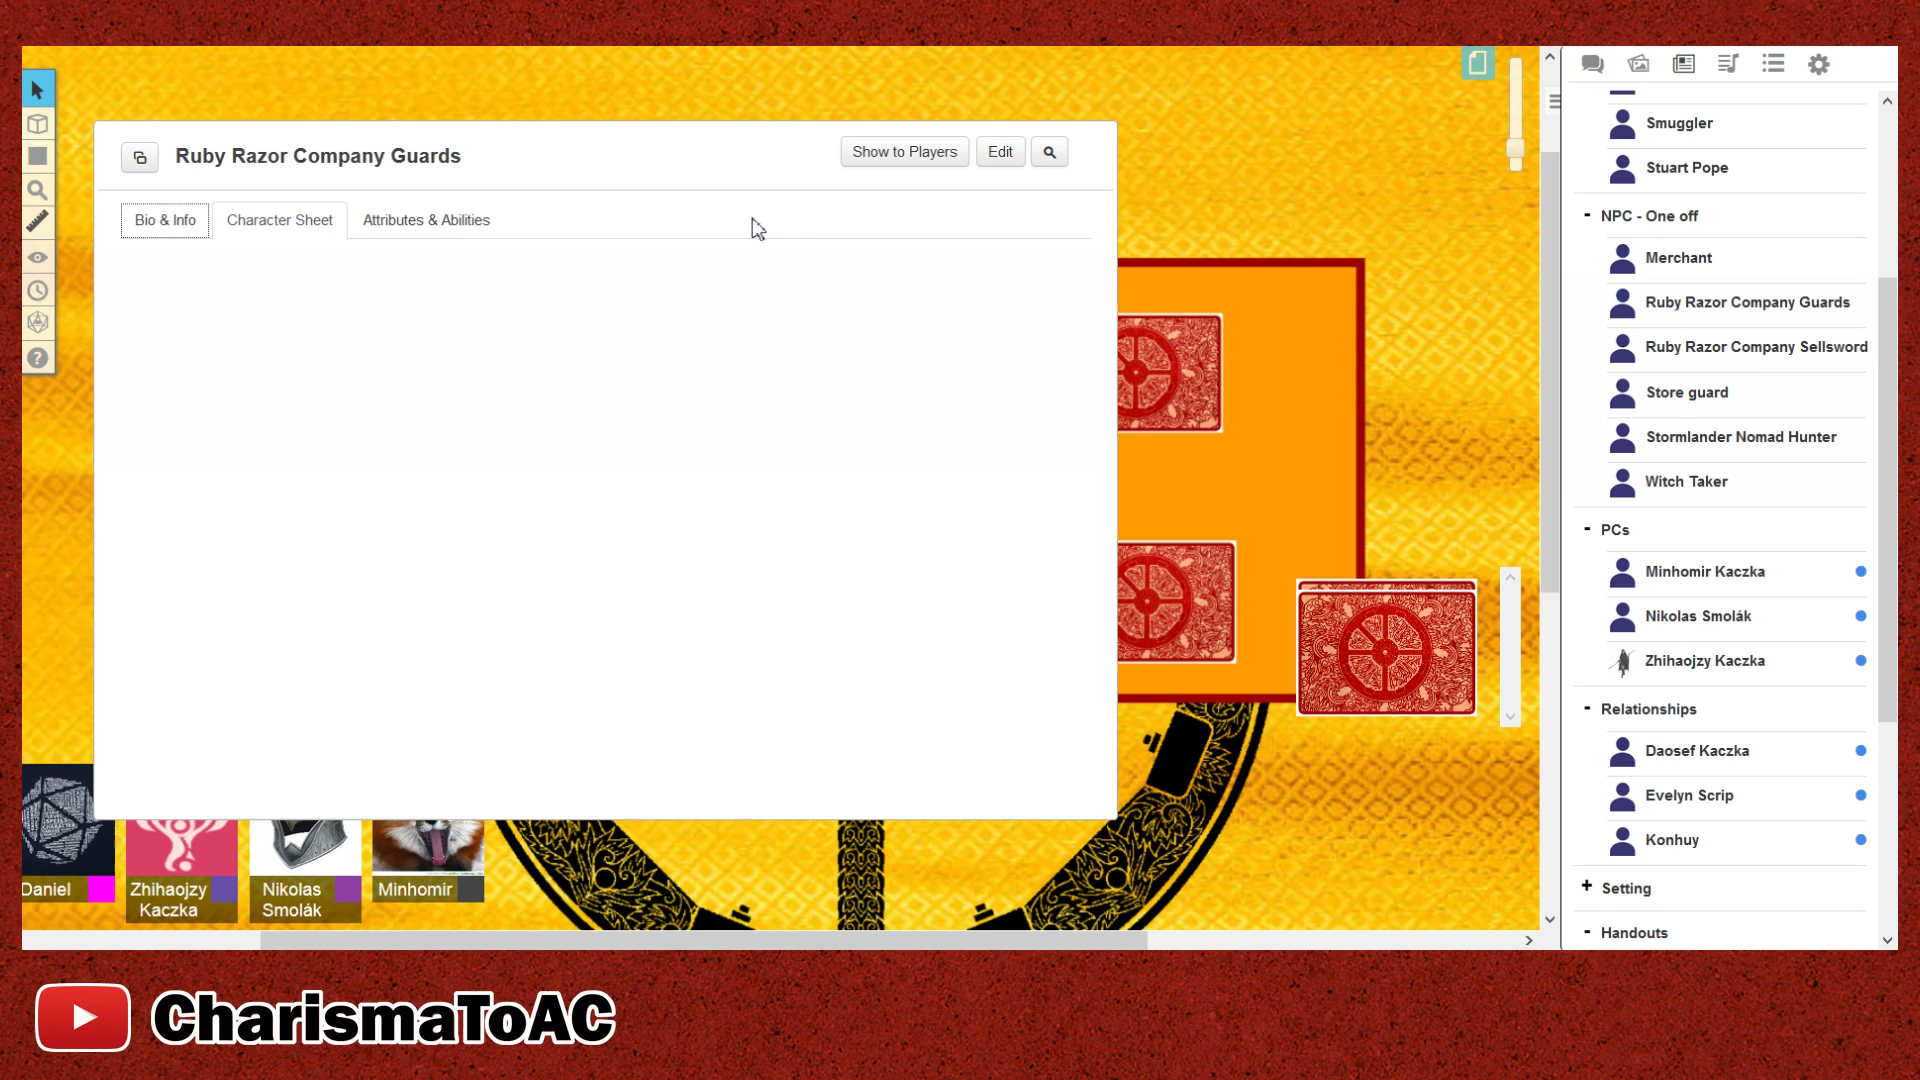 Ruby Razor Company Guards
Show to Players
Edit
Bio & Info
Character Sheet
Attributes & Abilities
Smuggler
Stuart Pope
- NPC - One off
Merchant
Ruby Razor Company Guards
Ruby Razor Company Sellsword
Store guard
Stormlander Nomad Hunter
Witch Taker
- PCs
Minhomir Kaczka
Nikolas Smolák
Zhihaojzy Kaczka
- Relationships
Daosef Kaczka
Evelyn Scrip
Konhuy
+ Setting
- Handouts
Daniel
Zhihaojzy
Kaczka
Nikolas
Smolák
Minhomir
CharismaToAC